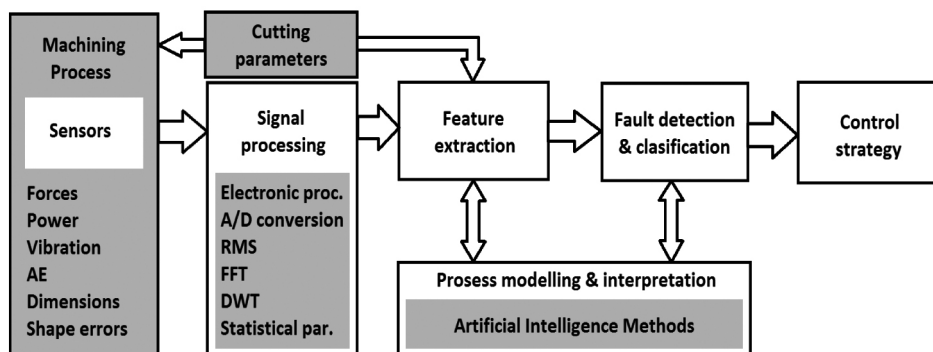 Machining
Process
Sensors
Forces
Power
Vibration
AE
Dimensions
Shape errors
Cutting
parameters
Signal
processing
Electronic proc.
A/D conversion
RMS
FFT
DWT
Statistical par.
Feature
extraction
Fault detection
& clasification
Control
strategy
Prosess modelling & interpretation
Artificial Intelligence Methods